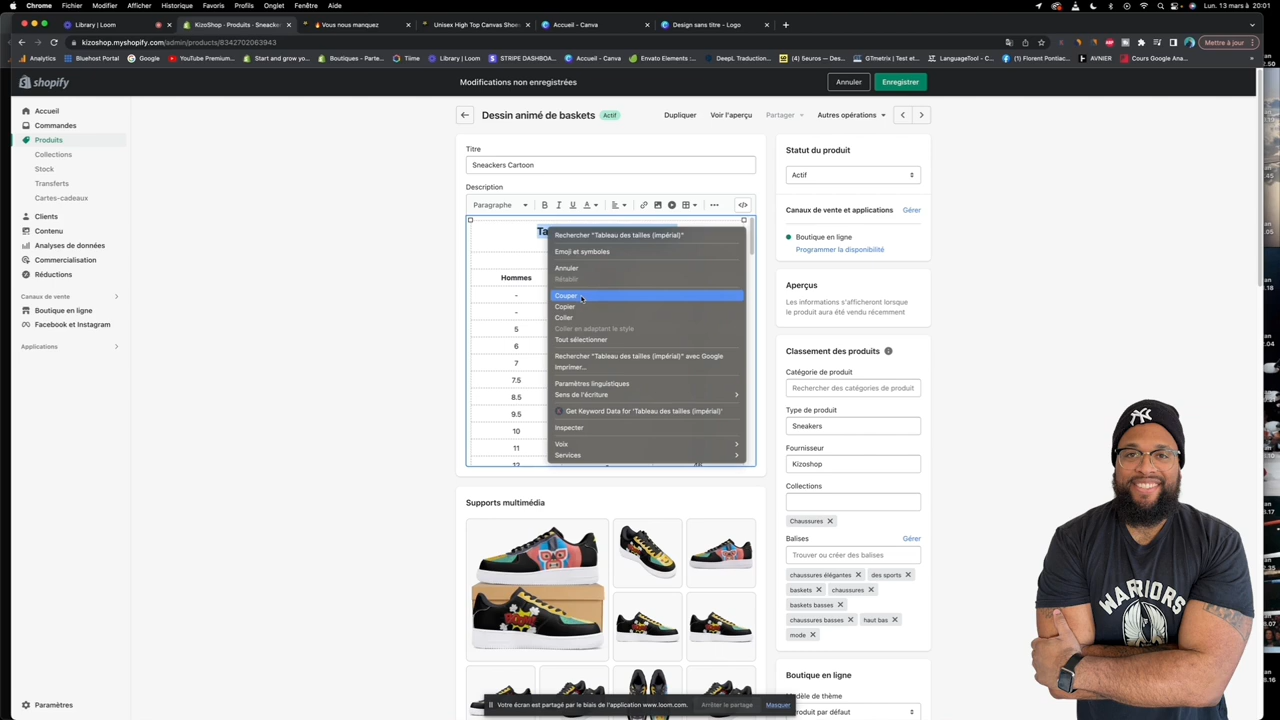 Chrome Fichier Modifier Afficher Historique Favoris Profils Onglet Fenêtre Aide
Lun. 13 mars à 20:01
Library | Loom
KizoShop · Produits · Sneakers
Vous nous manquez
Unisex High Top Canvas Shoes
Accueil – Canva
Design sans titre - Logo
kizoshop.myshopify.com/admin/products/8342702063943
Mettre à jour
Analytics Bluehost Portal Google YouTube Premium... Start and grow yo... Boutiques - Parte... Tiime Library | Loom STRIPE DASHBOA... Accueil – Canva Envato Elements :... DeepL Traduction... (4) 5euros — Des... GTmetrix | Test et... LanguageTool - C... (1) Florent Pontiac... AVNIER Cours Google Ana...
shopify
Modifications non enregistrées
Annuler
Enregistrer
Accueil
Commandes
Produits
Collections
Stock
Transferts
Cartes-cadeaux
Clients
Contenu
Analyses de données
Commercialisation
Réductions
Canaux de vente
Boutique en ligne
Facebook et Instagram
Applications
Paramètres
Dessin animé de baskets Actif
Dupliquer Voir l'aperçu Partager Autres opérations
Titre
Sneackers Cartoon
Description
Paragraphe B I U A
Ta
Hommes
-
-
5
6
7
7.5
8.5
9.5
10
11
12 - 46
Rechercher "Tableau des tailles (impérial)"
Emoji et symboles
Annuler
Rétablir
Couper
Copier
Coller
Coller en adaptant le style
Tout sélectionner
Rechercher "Tableau des tailles (impérial)" avec Google
Imprimer...
Paramètres linguistiques
Sens de l'écriture
Get Keyword Data for 'Tableau des tailles (impérial)'
Inspecter
Voix
Services
Supports multimédia
Statut du produit
Actif
Canaux de vente et applications Gérer
Boutique en ligne
Programmer la disponibilité
Aperçus
Les informations s'afficheront lorsque
le produit aura été vendu récemment
Classement des produits
Catégorie de produit
Rechercher des catégories de produit
Type de produit
Sneakers
Fournisseur
Kizoshop
Collections
Chaussures
Balises Gérer
Trouver ou créer des balises
chaussures élégantes des sports
baskets chaussures
baskets basses
chaussures basses haut bas
mode
Boutique en ligne
Modèle de thème
Produit par défaut
Votre écran est partagé par le biais de l'application www.loom.com.
Arrêter le partage
Masquer
WARRIORS